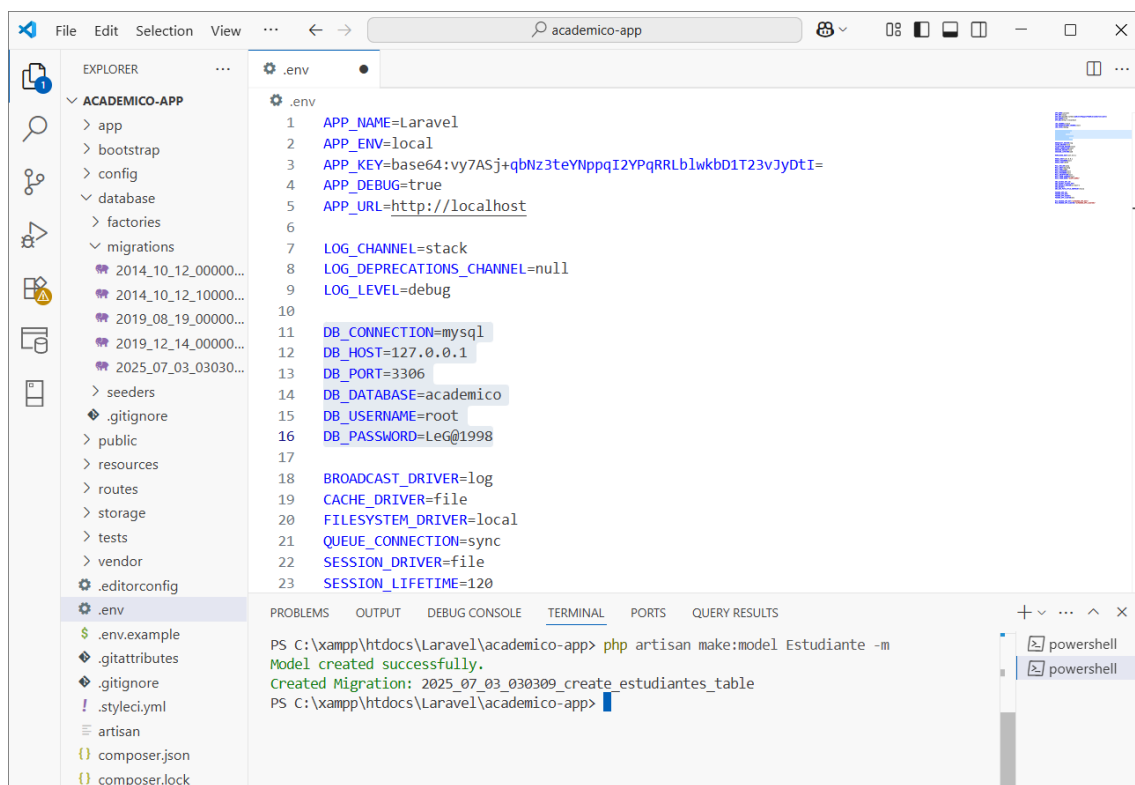 File Edit Selection View ··· academico-app
EXPLORER ···
ACADEMICO-APP
app
bootstrap
config
database
factories
migrations
2014_10_12_00000...
2014_10_12_10000...
2019_08_19_00000...
2019_12_14_00000...
2025_07_03_03030...
seeders
.gitignore
public
resources
routes
storage
tests
vendor
.editorconfig
.env
.env.example
.gitattributes
.gitignore
.styleci.yml
artisan
composer.json
composer.lock
1
.env
.env
1 APP_NAME=Laravel
2 APP_ENV=local
3 APP_KEY=base64:vy7ASj+qbNz3teYNppqI2YPqRRLblwkbD1T23vJyDtI=
4 APP_DEBUG=true
5 APP_URL=http://localhost
6
7 LOG_CHANNEL=stack
8 LOG_DEPRECATIONS_CHANNEL=null
9 LOG_LEVEL=debug
10
11 DB_CONNECTION=mysql
12 DB_HOST=127.0.0.1
13 DB_PORT=3306
14 DB_DATABASE=academico
15 DB_USERNAME=root
16 DB_PASSWORD=LeG@1998
17
18 BROADCAST_DRIVER=log
19 CACHE_DRIVER=file
20 FILESYSTEM_DRIVER=local
21 QUEUE_CONNECTION=sync
22 SESSION_DRIVER=file
23 SESSION_LIFETIME=120
PROBLEMS OUTPUT DEBUG CONSOLE TERMINAL PORTS QUERY RESULTS
PS C:\xampp\htdocs\Laravel\academico-app> php artisan make:model Estudiante -m
Model created successfully.
Created Migration: 2025_07_03_030309_create_estudiantes_table
PS C:\xampp\htdocs\Laravel\academico-app>
powershell
powershell